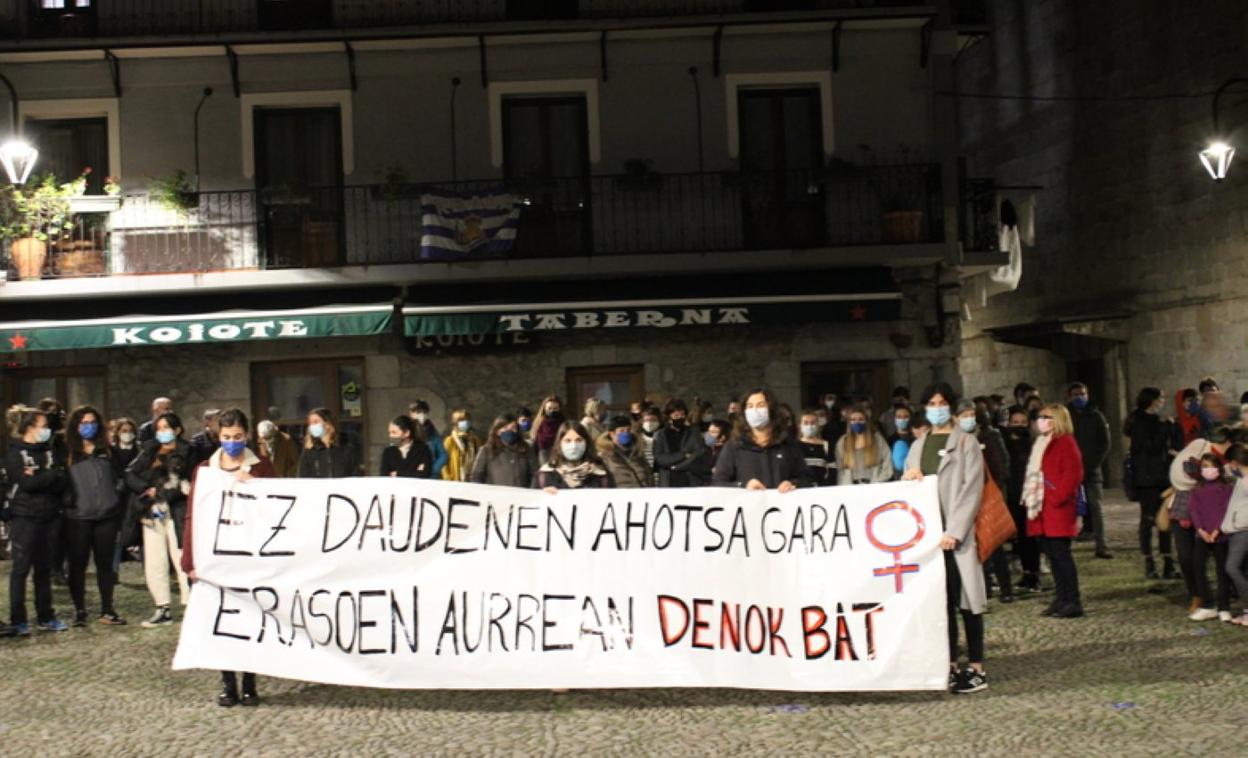 KOIOTE
TABERNA
KOIOTE
EZ DAUDENEN AHOTSA GARA
ERASOEN AURREAN DENOK BAT